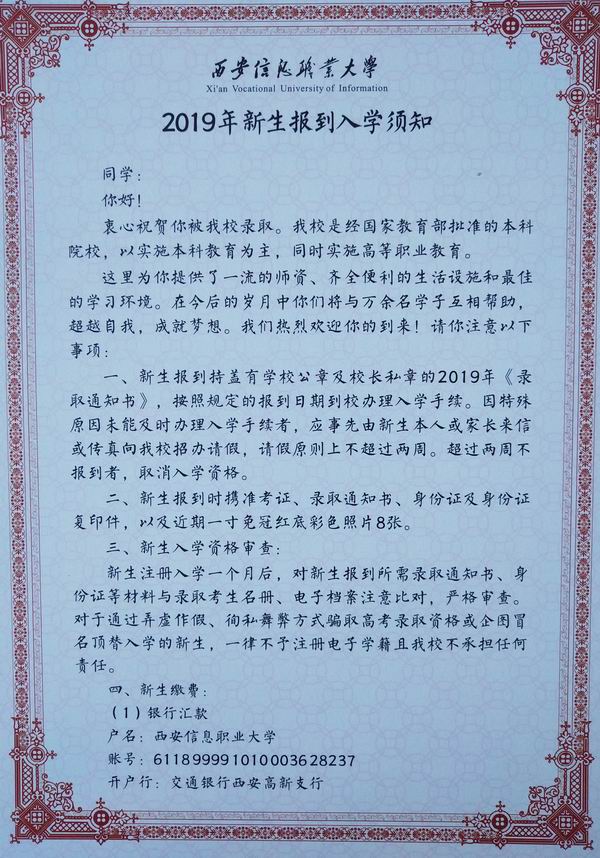 西安信息職業大學
Xi'an Vocational University of Information
2019年新生报到入学须知
同学：
你好！
衷心祝贺你被我校录取。我校是经国家教育部批准的本科
院校，以实施本科教育为主，同时实施高等职业教育。
这里为你提供了一流的师资、齐全便利的生活设施和最佳
的学习环境。在今后的岁月中你们将与万余名学子互相帮助，
超越自我，成就梦想。我们热烈欢迎你的到来！请你注意以下
事项：
一、新生报到持盖有学校公章及校长私章的2019年《录
取通知书》，按照规定的报到日期到校办理入学手续。因特殊
原因未能及时办理入学手续者，应事先由新生本人或家长来信
或传真向我校招办请假，请假原则上不超过两周。超过两周不
报到者，取消入学资格。
二、新生报到时携准考证、录取通知书、身份证及身份证
复印件，以及近期一寸免冠红底彩色照片8张。
三、新生入学资格审查：
新生注册入学一个月后，对新生报到所需录取通知书、身
份证等材料与录取考生名册、电子档案注意比对，严格审查。
对于通过弄虚作假、徇私舞弊方式骗取高考录取资格或企图冒
名顶替入学的新生，一律不予注册电子学籍且我校不承担任何
责任。
四、新生缴费：
（1）银行汇款
户名：西安信息职业大学
账号：611899991010003628237
开户行：交通银行西安高新支行